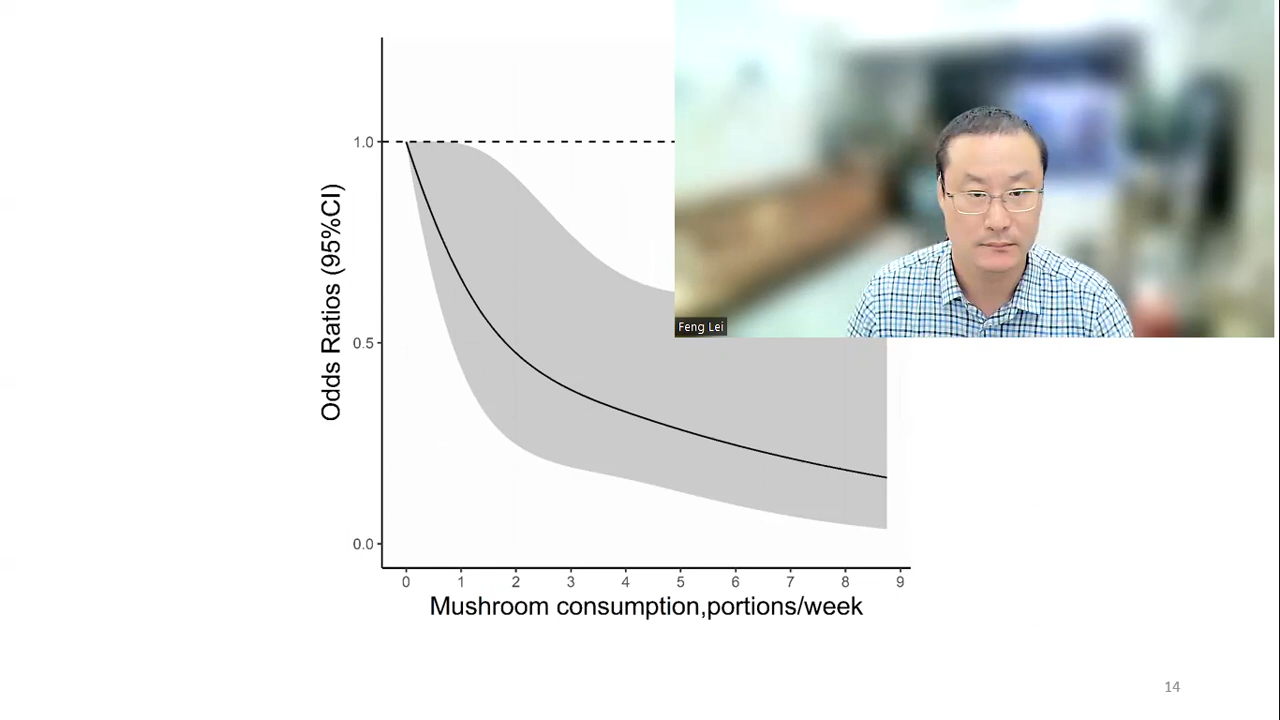 1.0
0.5
0.0
Odds Ratios (95%CI)
0 1 2 3 4 5 6 7 8 9
Mushroom consumption,portions/week
Feng Lei
14